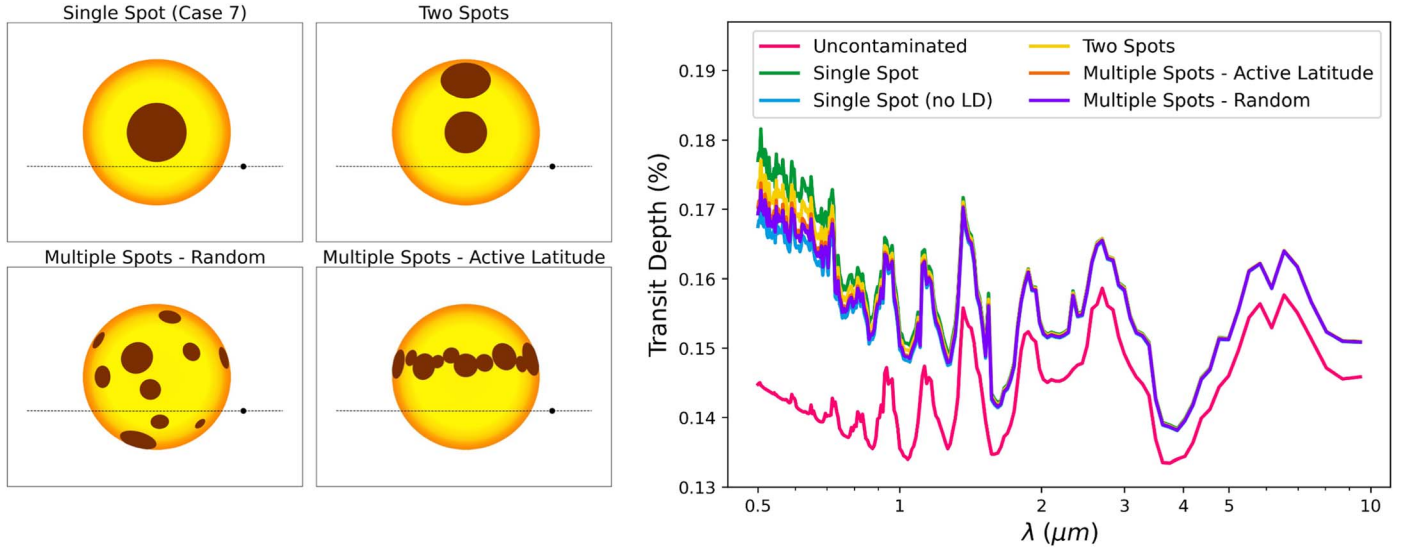 Single Spot (Case 7)
Two Spots
Multiple Spots - Random
Multiple Spots - Active Latitude
Uncontaminated
Single Spot
Single Spot (no LD)
Two Spots
Multiple Spots - Active Latitude
Multiple Spots - Random
Transit Depth (%)
0.19
0.18
0.17
0.16
0.15
0.14
0.13
0.5
1
2
3
4
5
10
λ (μm)